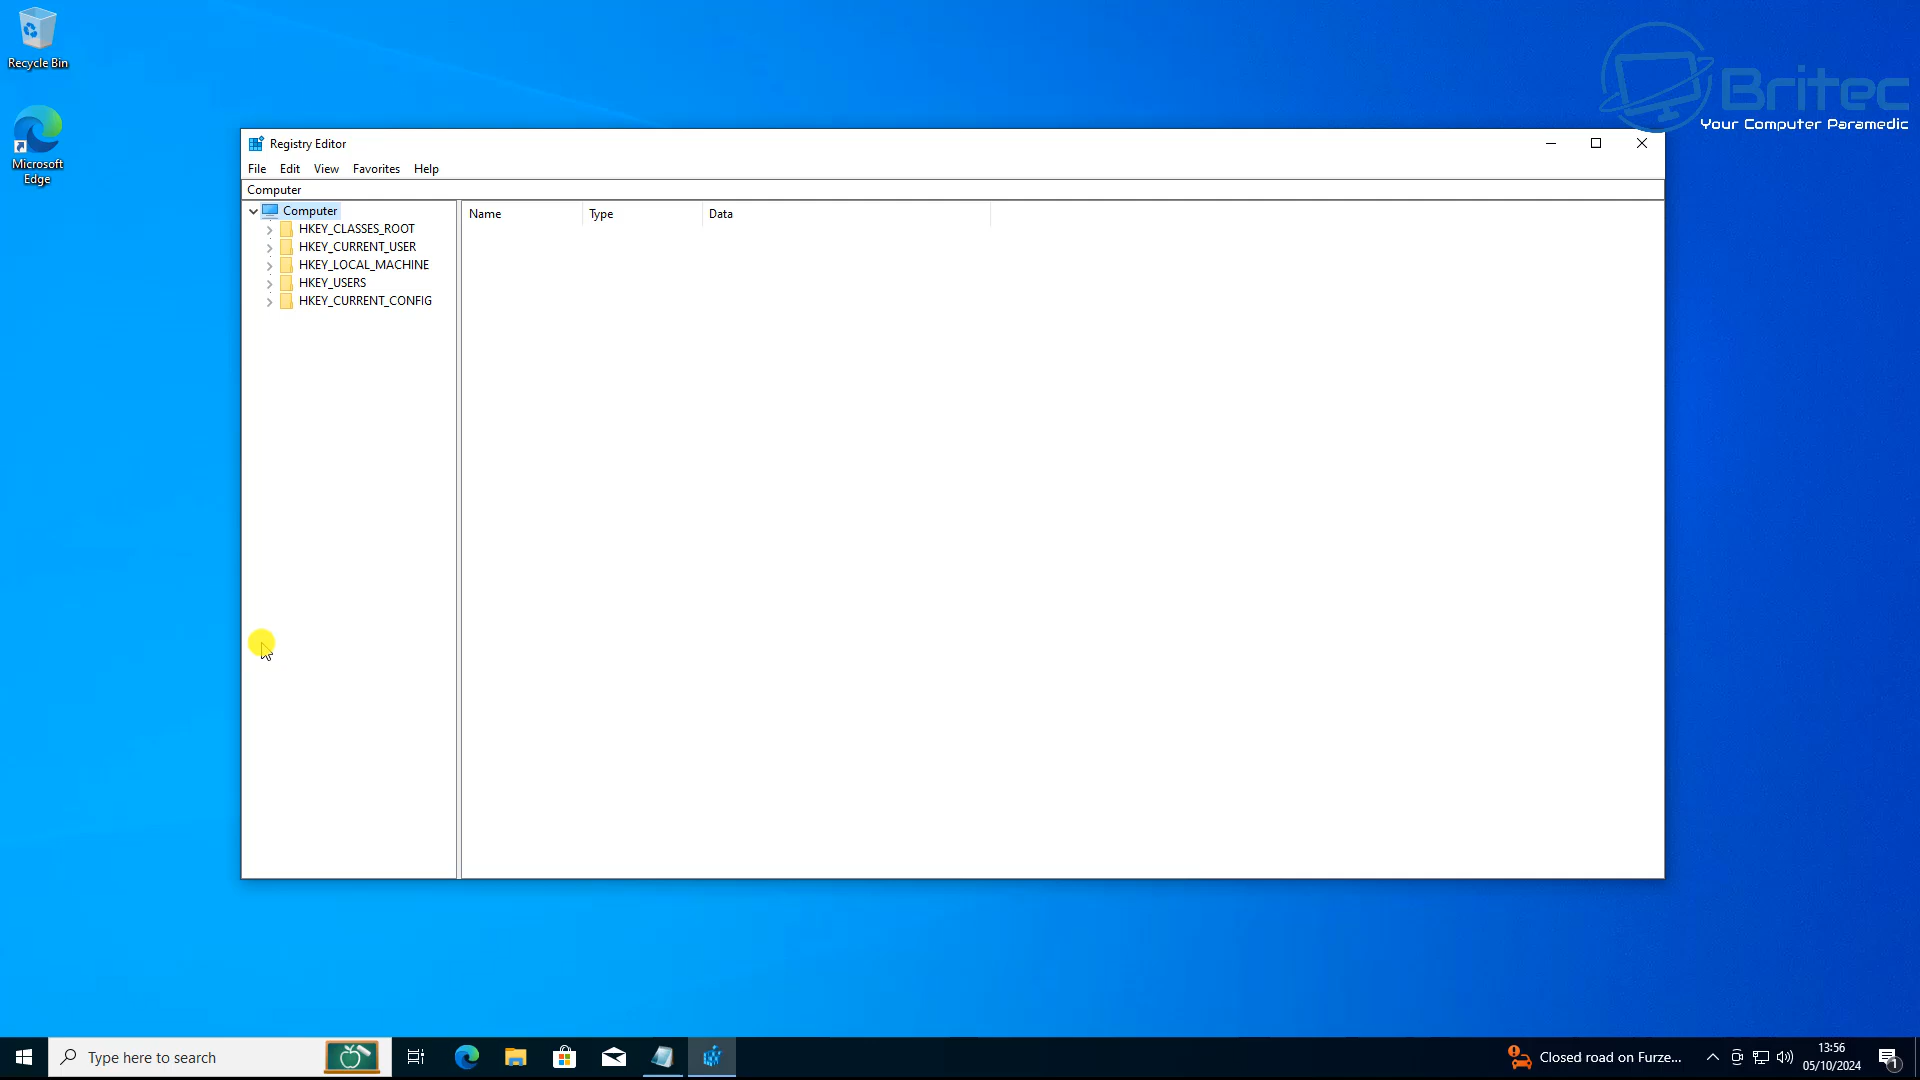 Recycle Bin
Microsoft
Edge
Britec
Your Computer Paramedic
Registry Editor
File Edit View Favorites Help
Computer
Computer
HKEY_CLASSES_ROOT
HKEY_CURRENT_USER
HKEY_LOCAL_MACHINE
HKEY_USERS
HKEY_CURRENT_CONFIG
Name Type Data
Type here to search
Closed road on Furze...
13:56
05/10/2024
1